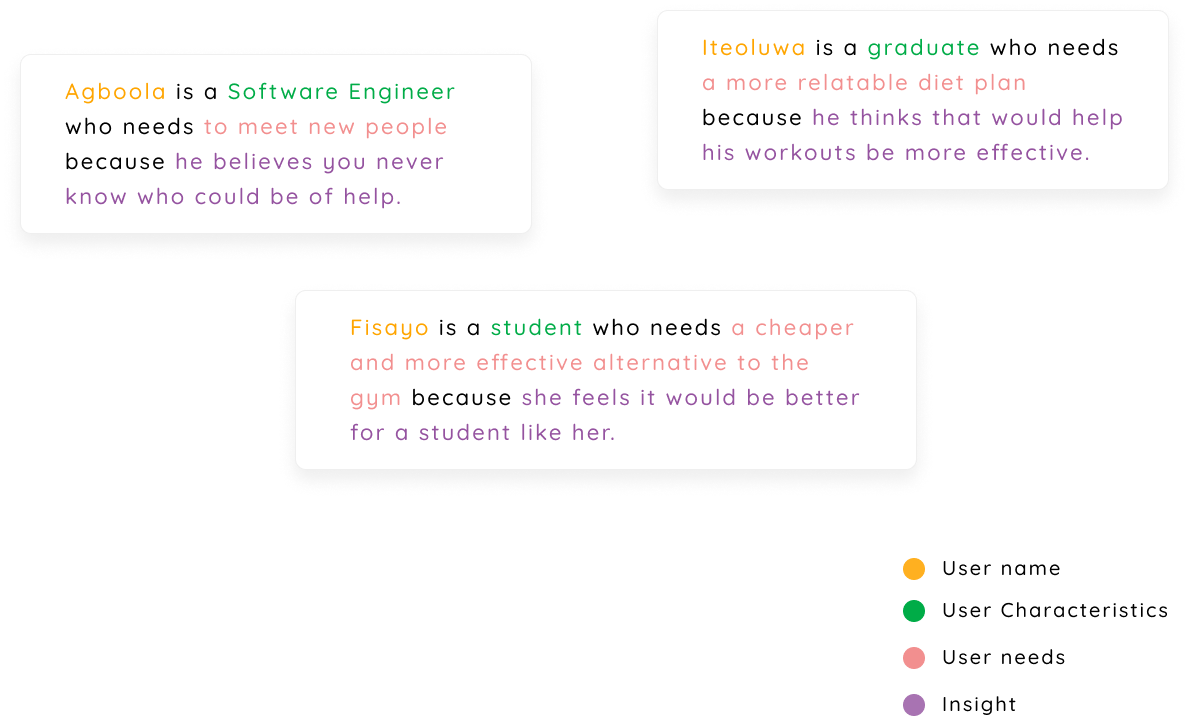 Agboola is a Software Engineer
who needs to meet new people
because he believes you never
know who could be of help.
Iteoluwa is a graduate who needs
a more relatable diet plan
because he thinks that would help
his workouts be more effective.
Fisayo is a student who needs a cheaper
and more effective alternative to the
gym because she feels it would be better
for a student like her.
User name
User Characteristics
User needs
Insight